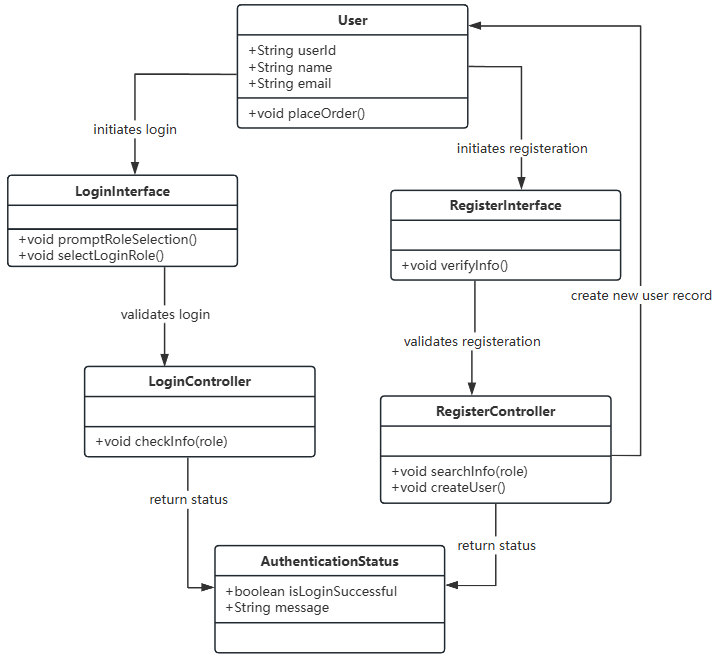 User
+String userId
+String name
+String email
+void placeOrder()
initiates login
initiates registeration
LoginInterface
+void promptRoleSelection()
+void selectLoginRole()
RegisterInterface
+void verifyInfo()
create new user record
validates login
validates registeration
LoginController
+void checkInfo(role)
RegisterController
+void searchInfo(role)
+void createUser()
return status
return status
AuthenticationStatus
+boolean isLoginSuccessful
+String message